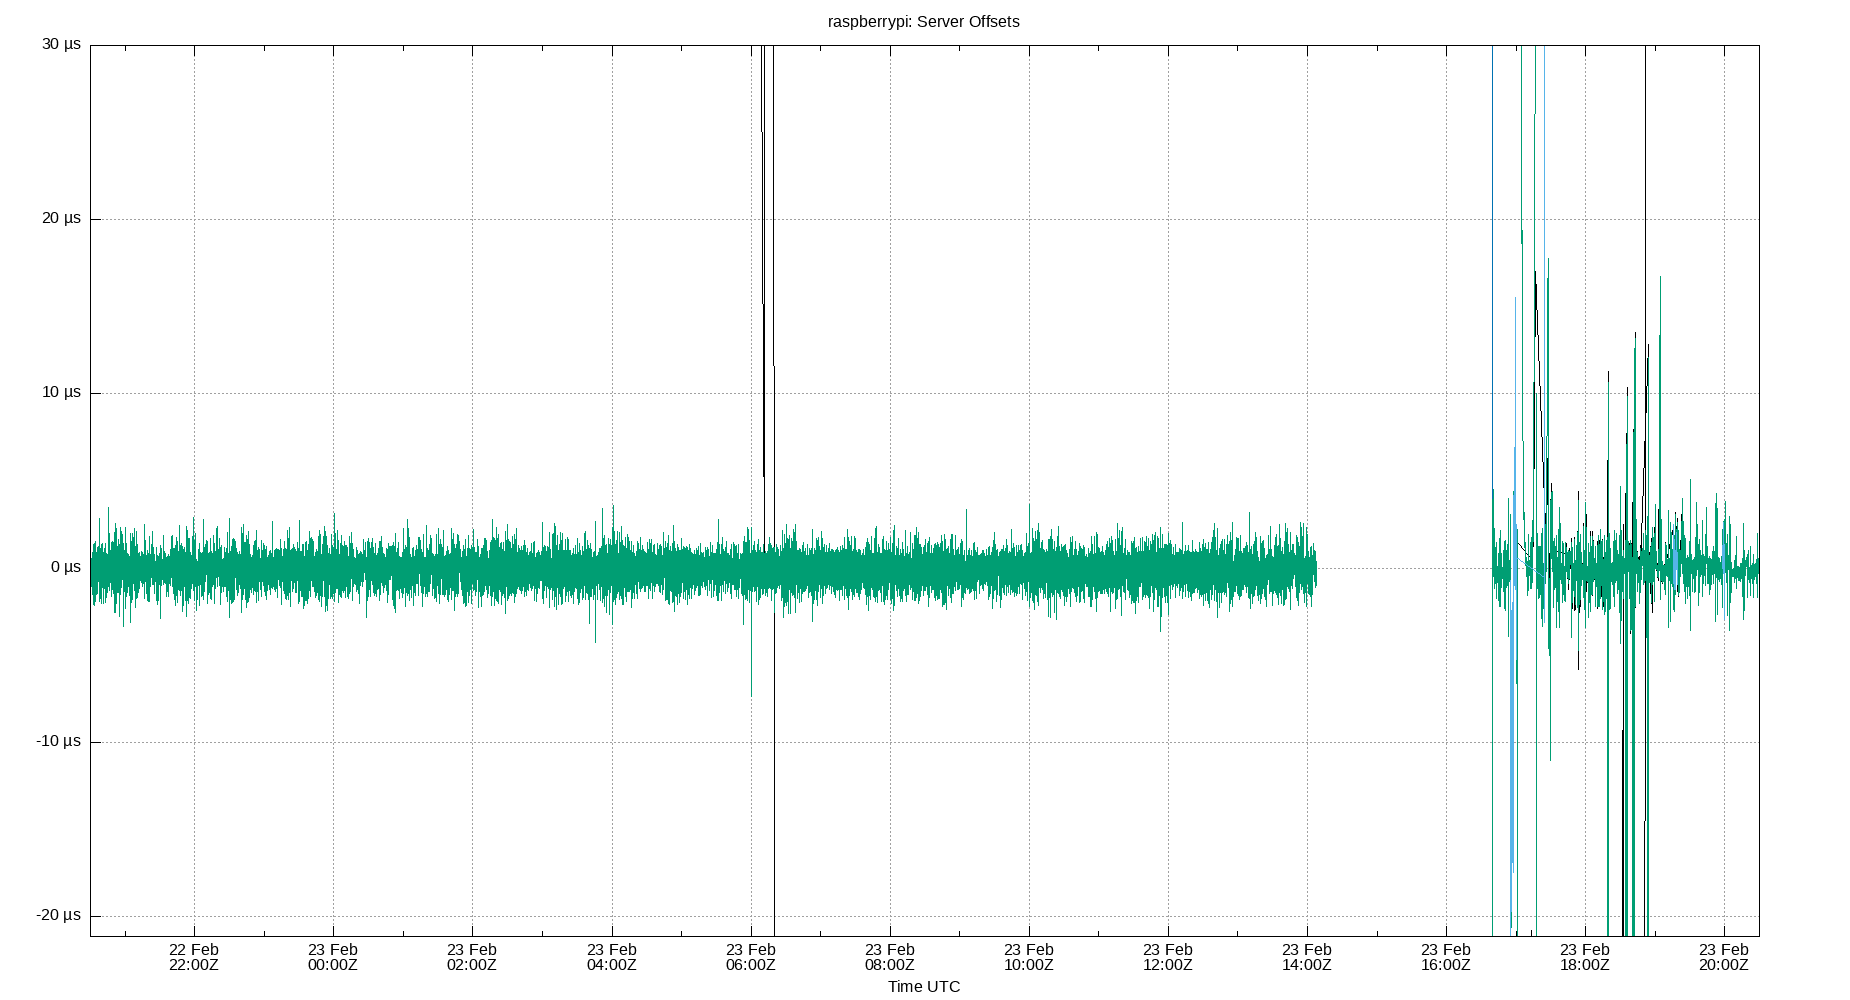 raspberrypi: Server Offsets
30 µs
20 µs
10 µs
0 µs
-10 µs
-20 µs
22 Feb
22:00Z
23 Feb
00:00Z
23 Feb
02:00Z
23 Feb
04:00Z
23 Feb
06:00Z
23 Feb
08:00Z
23 Feb
10:00Z
23 Feb
12:00Z
23 Feb
14:00Z
23 Feb
16:00Z
23 Feb
18:00Z
23 Feb
20:00Z
Time UTC